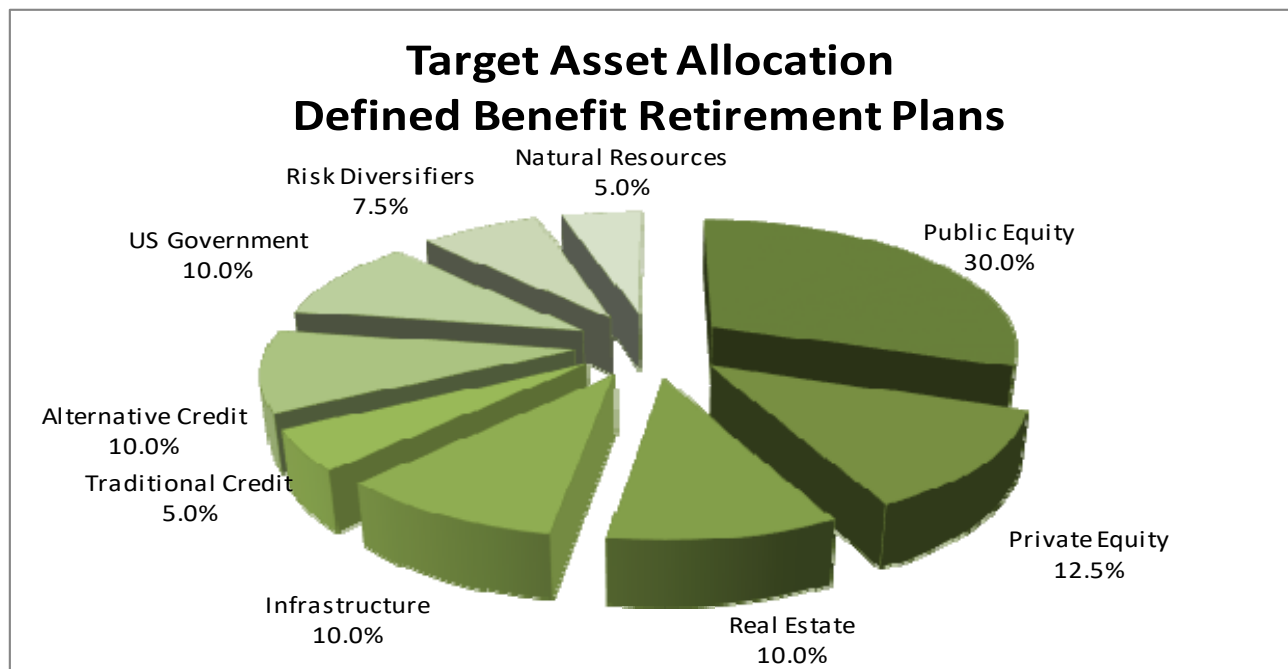 Target Asset Allocation
Defined Benefit Retirement Plans
Natural Resources
5.0%
Risk Diversifiers
7.5%
US Government
10.0%
Public Equity
30.0%
Alternative Credit
10.0%
Traditional Credit
5.0%
Private Equity
12.5%
Infrastructure
10.0%
Real Estate
10.0%